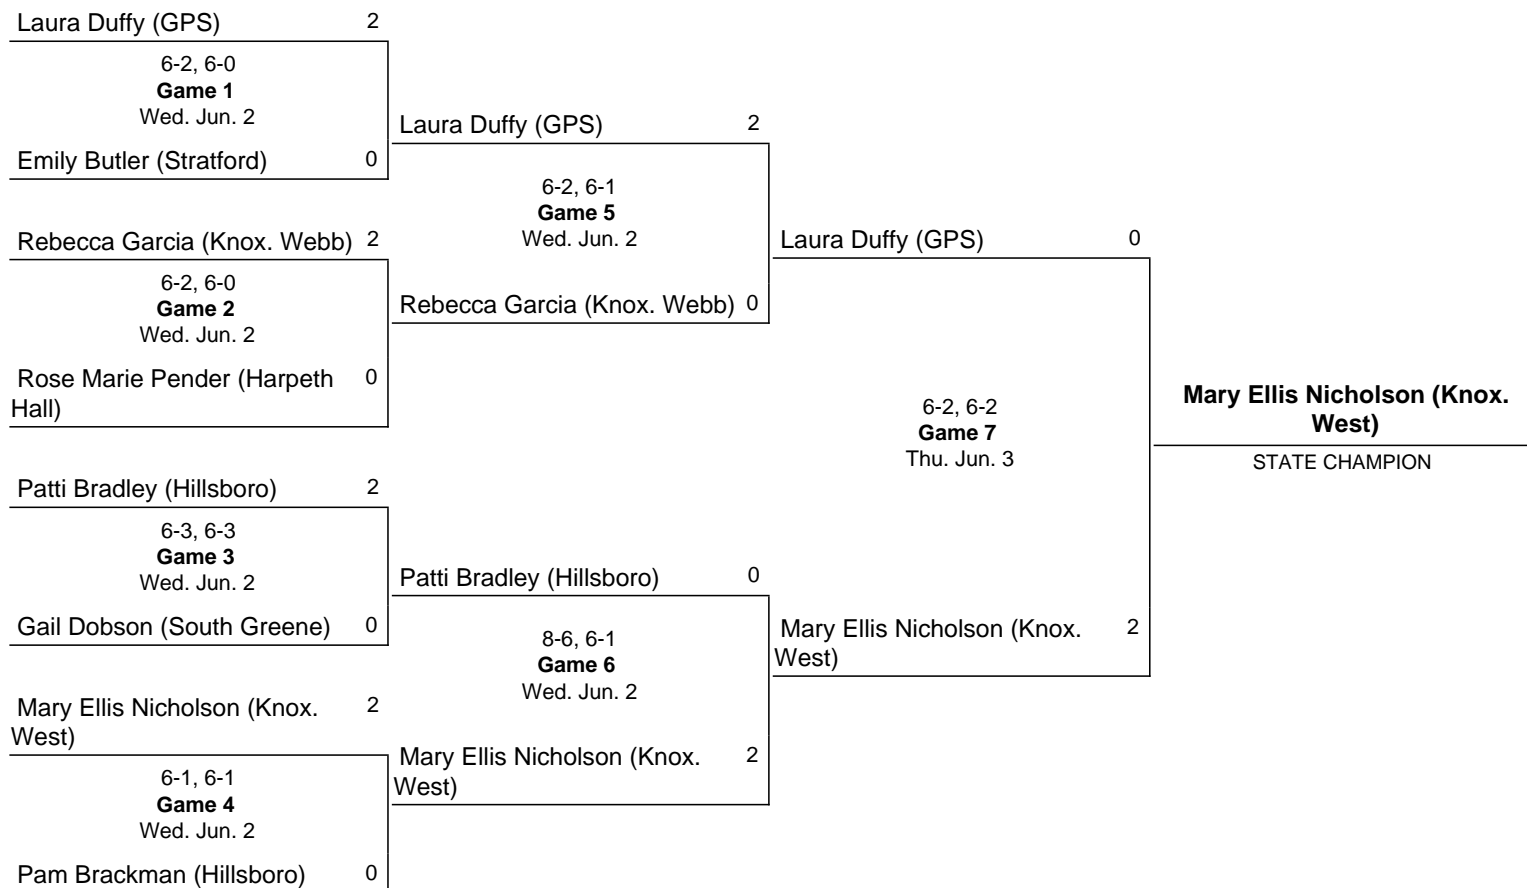 Laura Duffy (GPS) 2
6-2, 6-0
Game 1
Wed. Jun. 2
Emily Butler (Stratford) 0
Rebecca Garcia (Knox. Webb) 2
6-2, 6-0
Game 2
Wed. Jun. 2
Rose Marie Pender (Harpeth 0
Hall)
Patti Bradley (Hillsboro) 2
6-3, 6-3
Game 3
Wed. Jun. 2
Gail Dobson (South Greene) 0
Mary Ellis Nicholson (Knox. 2
West)
6-1, 6-1
Game 4
Wed. Jun. 2
Pam Brackman (Hillsboro) 0
Laura Duffy (GPS) 2
6-2, 6-1
Game 5
Wed. Jun. 2
Rebecca Garcia (Knox. Webb) 0
Patti Bradley (Hillsboro) 0
8-6, 6-1
Game 6
Wed. Jun. 2
Mary Ellis Nicholson (Knox. 2
West)
Laura Duffy (GPS) 0
6-2, 6-2
Game 7
Thu. Jun. 3
Mary Ellis Nicholson (Knox. 2
West)
Mary Ellis Nicholson (Knox.
West)
STATE CHAMPION